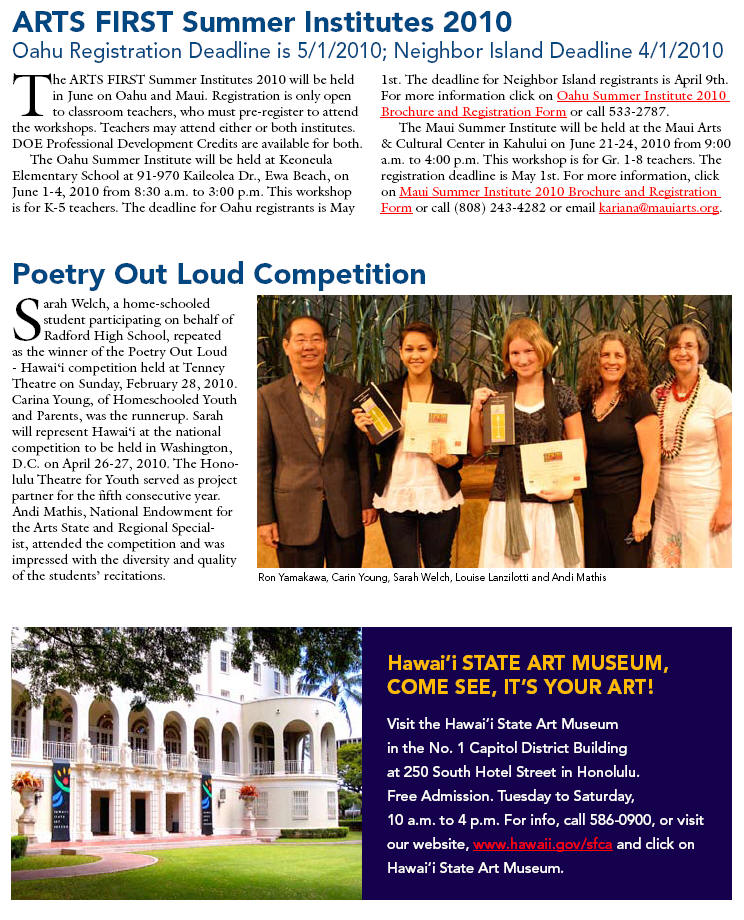 ARTS FIRST Summer Institutes 2010
Oahu Registration Deadline is 5/1/2010; Neighbor Island Deadline 4/1/2010
The ARTS FIRST Summer Institutes 2010 will be held
in June on Oahu and Maui. Registration is only open
to classroom teachers, who must pre-register to attend
the workshops. Teachers may attend either or both institutes.
DOE Professional Development Credits are available for both.
The Oahu Summer Institute will be held at Keoneula
Elementary School at 91-970 Kaileolea Dr., Ewa Beach, on
June 1-4, 2010 from 8:30 a.m. to 3:00 p.m. This workshop
is for K-5 teachers. The deadline for Oahu registrants is May
1st. The deadline for Neighbor Island registrants is April 9th.
For more information click on Oahu Summer Institute 2010
Brochure and Registration Form or call 533-2787.
The Maui Summer Institute will be held at the Maui Arts
& Cultural Center in Kahului on June 21-24, 2010 from 9:00
a.m. to 4:00 p.m. This workshop is for Gr. 1-8 teachers. The
registration deadline is May 1st. For more information, click
on Maui Summer Institute 2010 Brochure and Registration
Form or call (808) 243-4282 or email kariana@mauiarts.org.
Poetry Out Loud Competition
Sarah Welch, a home-schooled
student participating on behalf of
Radford High School, repeated
as the winner of the Poetry Out Loud
- Hawai‘i competition held at Tenney
Theatre on Sunday, February 28, 2010.
Carina Young, of Homeschooled Youth
and Parents, was the runnerup. Sarah
will represent Hawai‘i at the national
competition to be held in Washington,
D.C. on April 26-27, 2010. The Hono-
lulu Theatre for Youth served as project
partner for the fifth consecutive year.
Andi Mathis, National Endowment for
the Arts State and Regional Special-
ist, attended the competition and was
impressed with the diversity and quality
of the students’ recitations.
Ron Yamakawa, Carin Young, Sarah Welch, Louise Lanzilotti and Andi Mathis
Hawai’i STATE ART MUSEUM,
COME SEE, IT’S YOUR ART!
Visit the Hawai’i State Art Museum
in the No. 1 Capitol District Building
at 250 South Hotel Street in Honolulu.
Free Admission. Tuesday to Saturday,
10 a.m. to 4 p.m. For info, call 586-0900, or visit
our website, www.hawaii.gov/sfca and click on
Hawai’i State Art Museum.